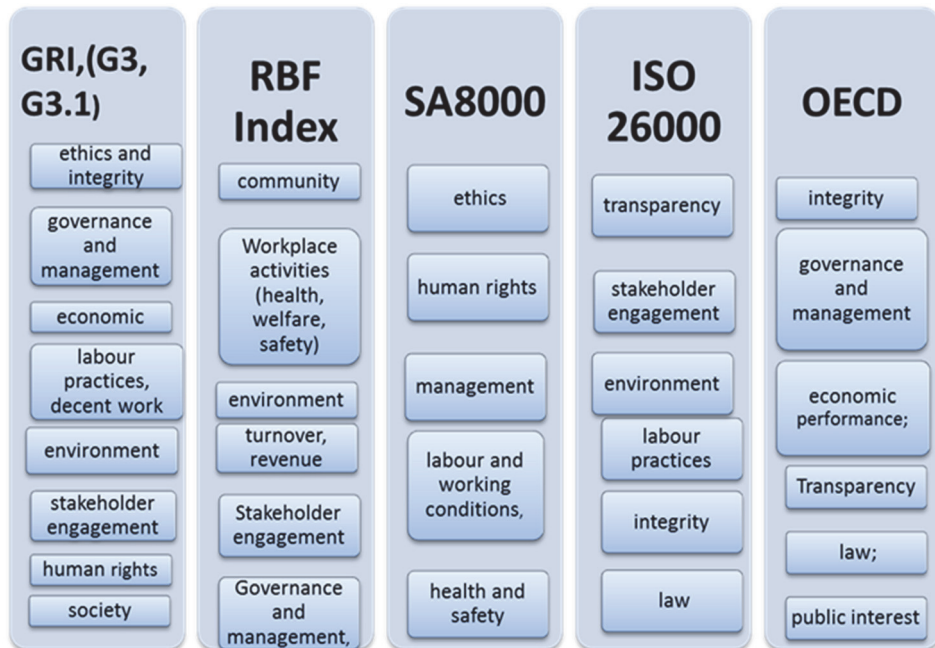 GRI,(G3,
G3.1)
ethics and
integrity
governance
and
management
economic
labour
practices,
decent work
environment
stakeholder
engagement
human rights
society
RBF
Index
community
Workplace
activities
(health,
welfare,
safety)
environment
turnover,
revenue
Stakeholder
engagement
Governance
and
management,
SA8000
ethics
human rights
management
labour and
working
conditions,
health and
safety
ISO
26000
transparency
stakeholder
engagement
environment
labour
practices
integrity
law
OECD
integrity
governance
and
management
economic
performance;
Transparency
law;
public interest